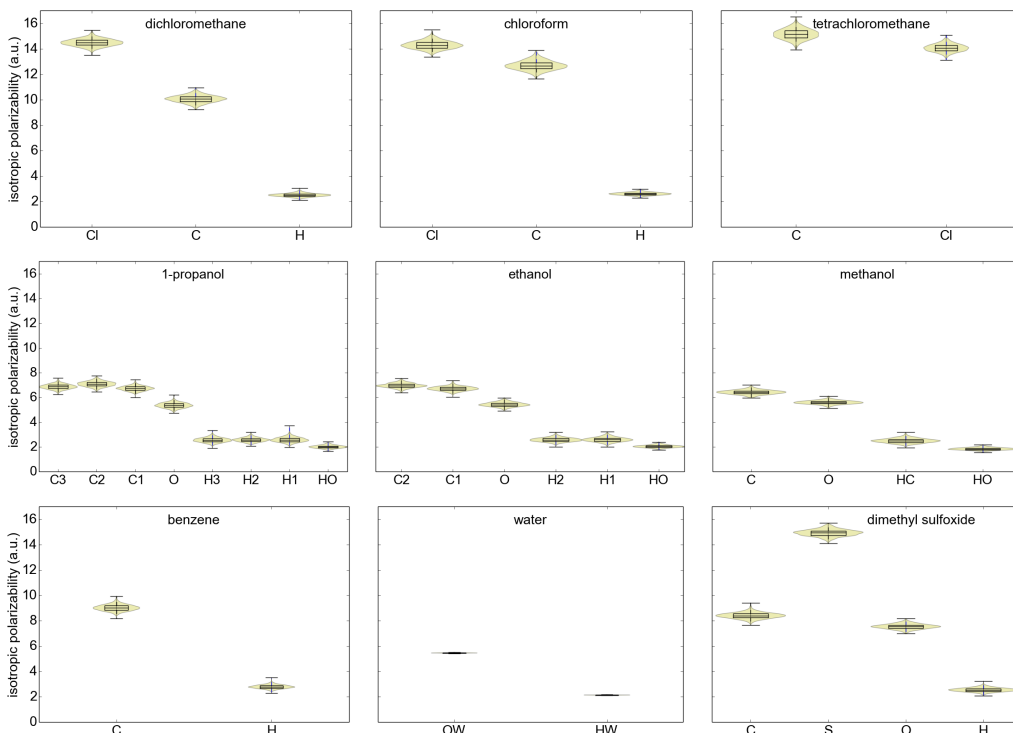 dichloromethane
chloroform
tetrachloromethane
isotropic polarizability (a.u.)
16
14
12
10
8
6
4
2
0
Cl C H
Cl C H
C Cl
1-propanol
ethanol
methanol
isotropic polarizability (a.u.)
16
14
12
10
8
6
4
2
0
C3 C2 C1 O H3 H2 H1 HO
C2 C1 O H2 H1 HO
C O HC HO
benzene
water
dimethyl sulfoxide
isotropic polarizability (a.u.)
16
14
12
10
8
6
4
2
0
C H
OW HW
C S O H